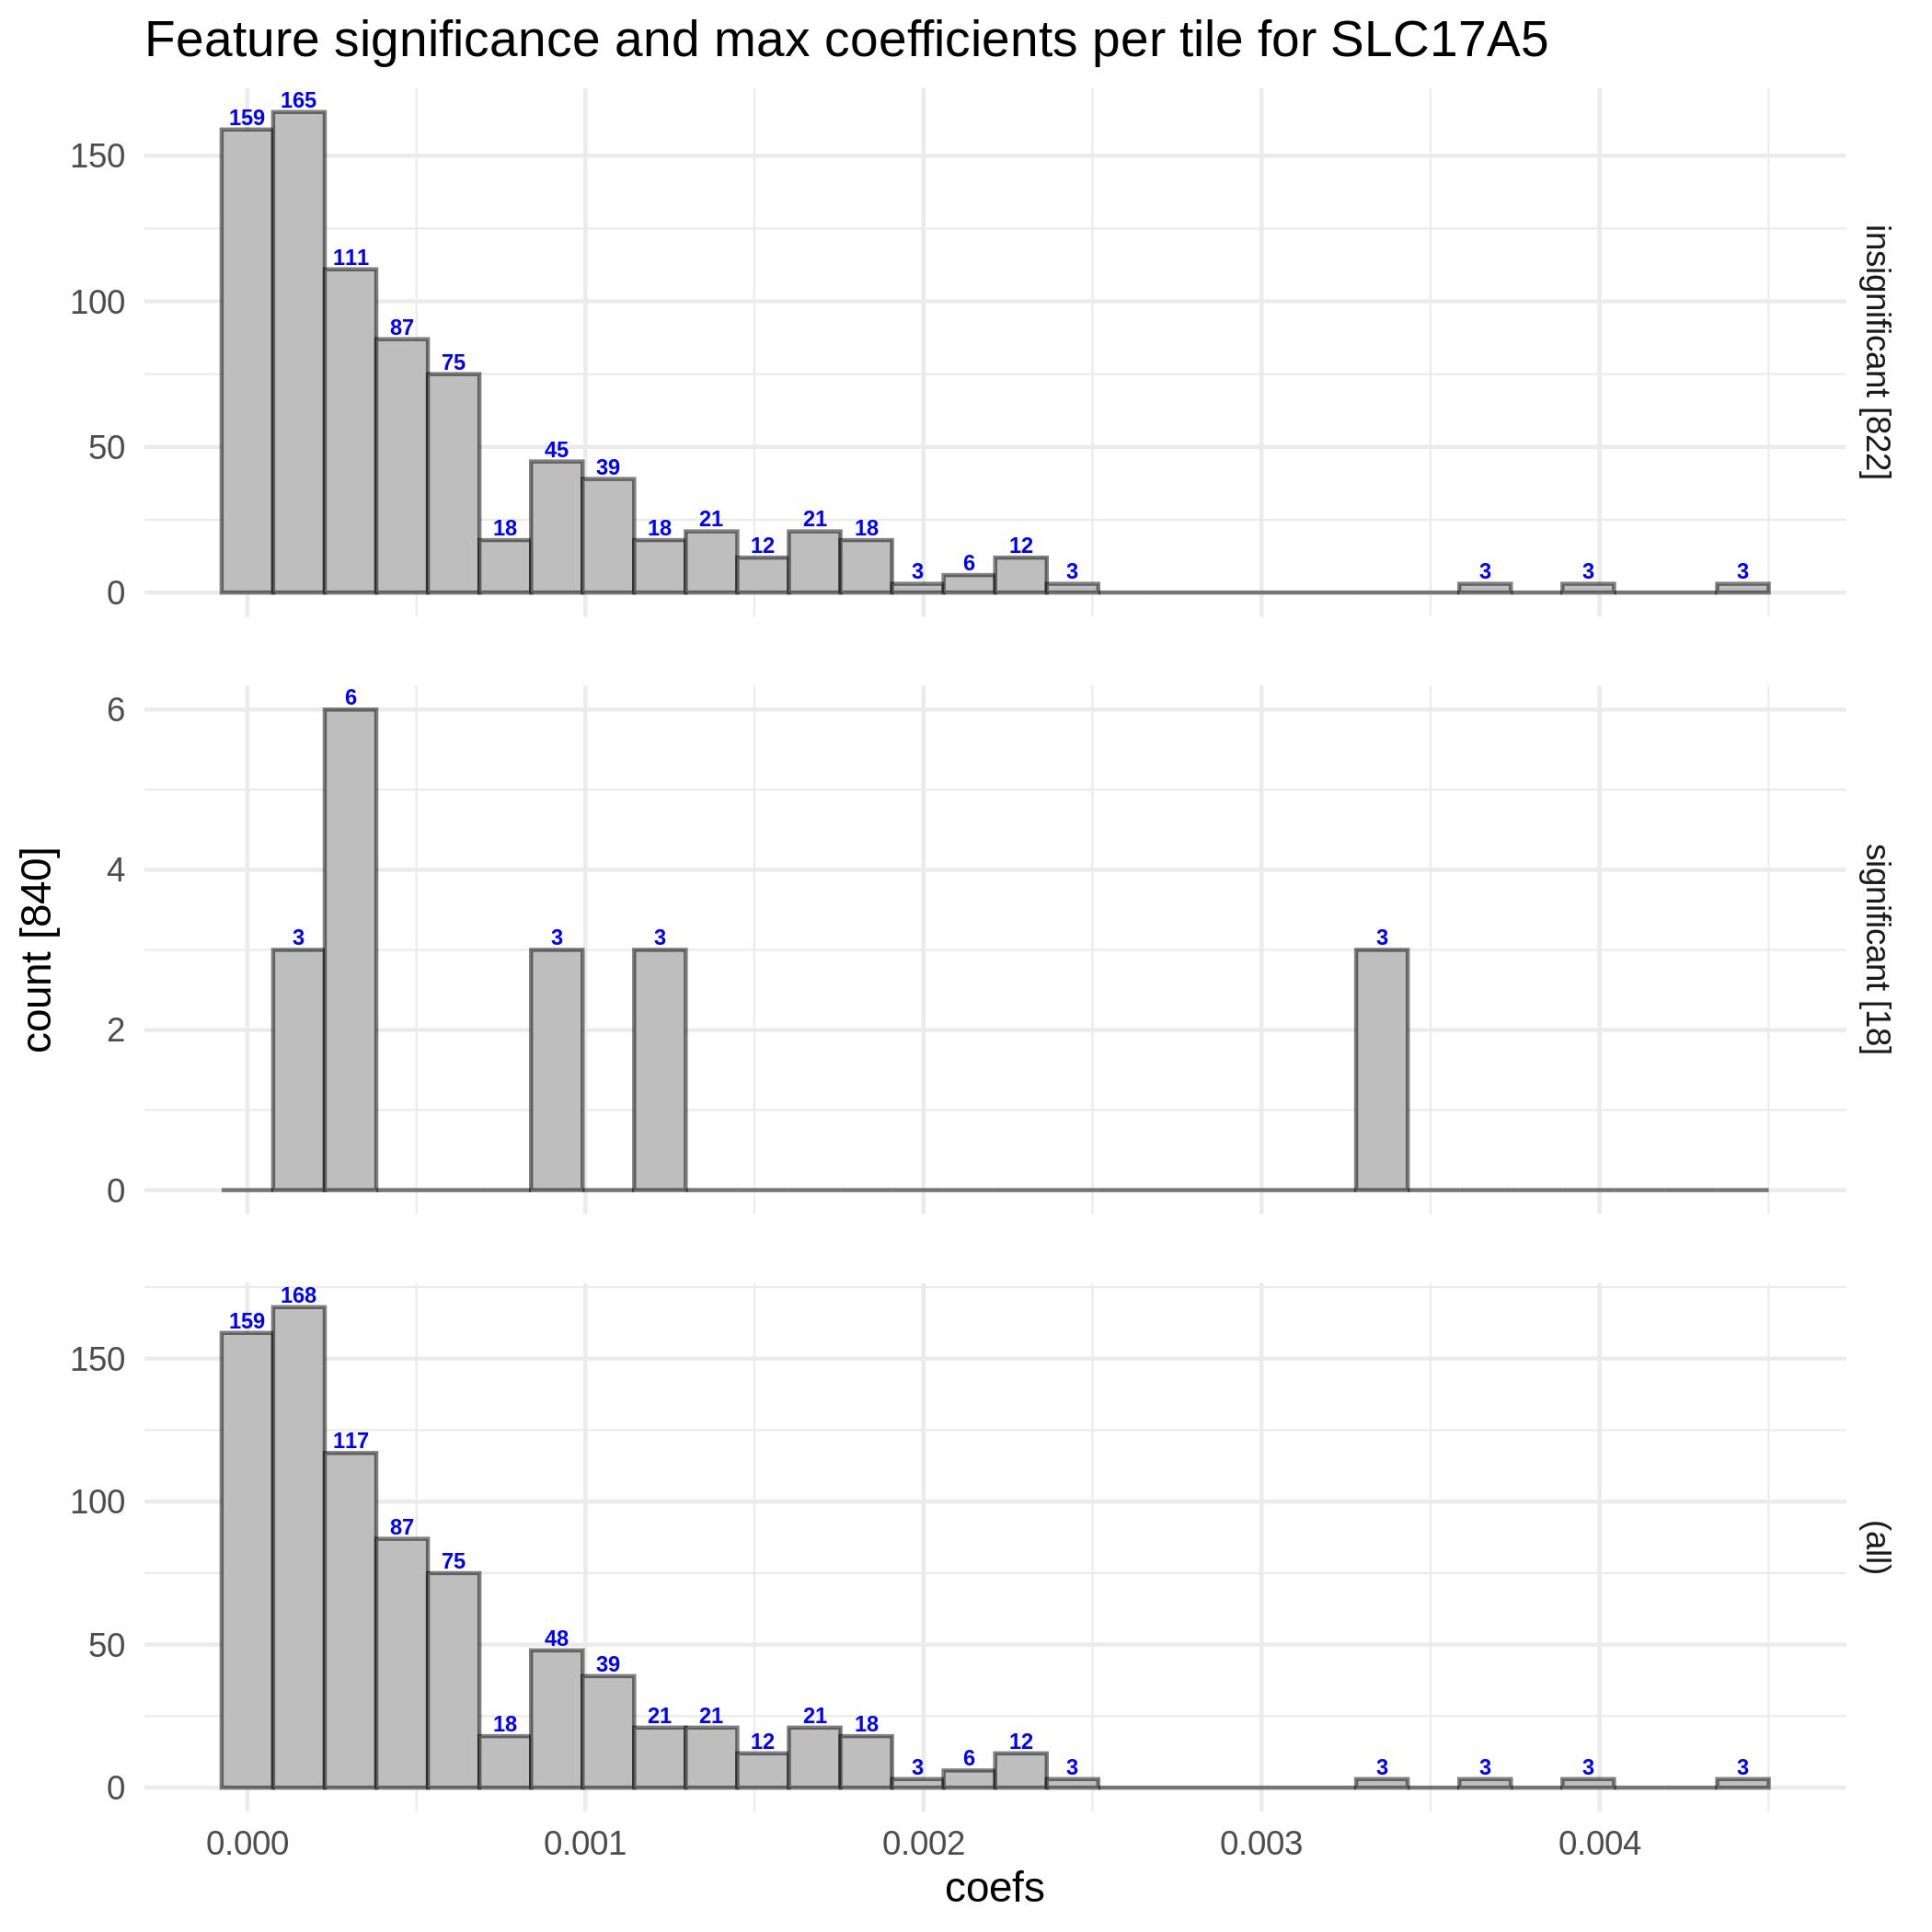 Feature significance and max coefficients per tile for SLC17A5
159 165 111 87 75 18 45 39 18 21 12 21 18 3 6 12 3 3 3 3
150
100
50
0
insignificant [822]
3 6 3 3 3
6
4
2
0
significant [18]
count [840]
159 168 117 87 75 18 48 39 21 21 12 21 18 3 6 12 3 3 3 3 3
150
100
50
0
(all)
0.000 0.001 0.002 0.003 0.004
coefs